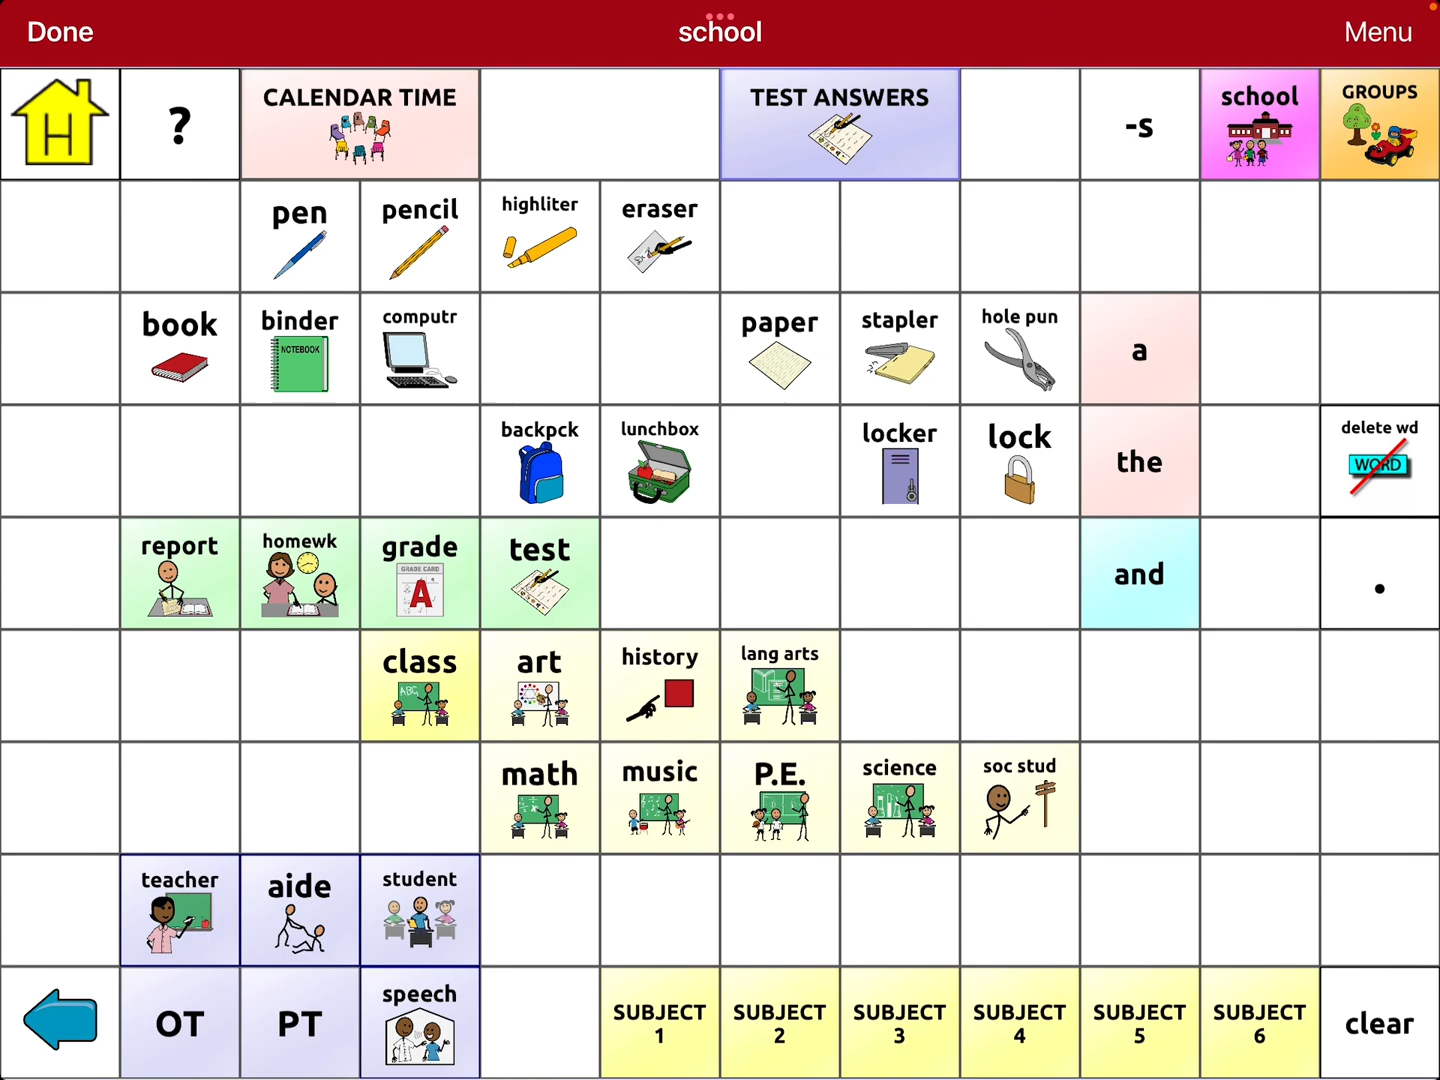 Done
school
Menu
H
?
CALENDAR TIME
TEST ANSWERS
-s
school
GROUPS
pen
pencil
highliter
eraser
book
binder
NOTEBOOK
computr
paper
stapler
hole pun
a
backpck
lunchbox
locker
lock
the
delete wd
WORD
report
homewk
grade
GRADE CARD
A
test
and
.
class
ABC
art
history
lang arts
math
music
P.E.
science
soc stud
teacher
aide
student
OT
PT
speech
SUBJECT
1
SUBJECT
2
SUBJECT
3
SUBJECT
4
SUBJECT
5
SUBJECT
6
clear